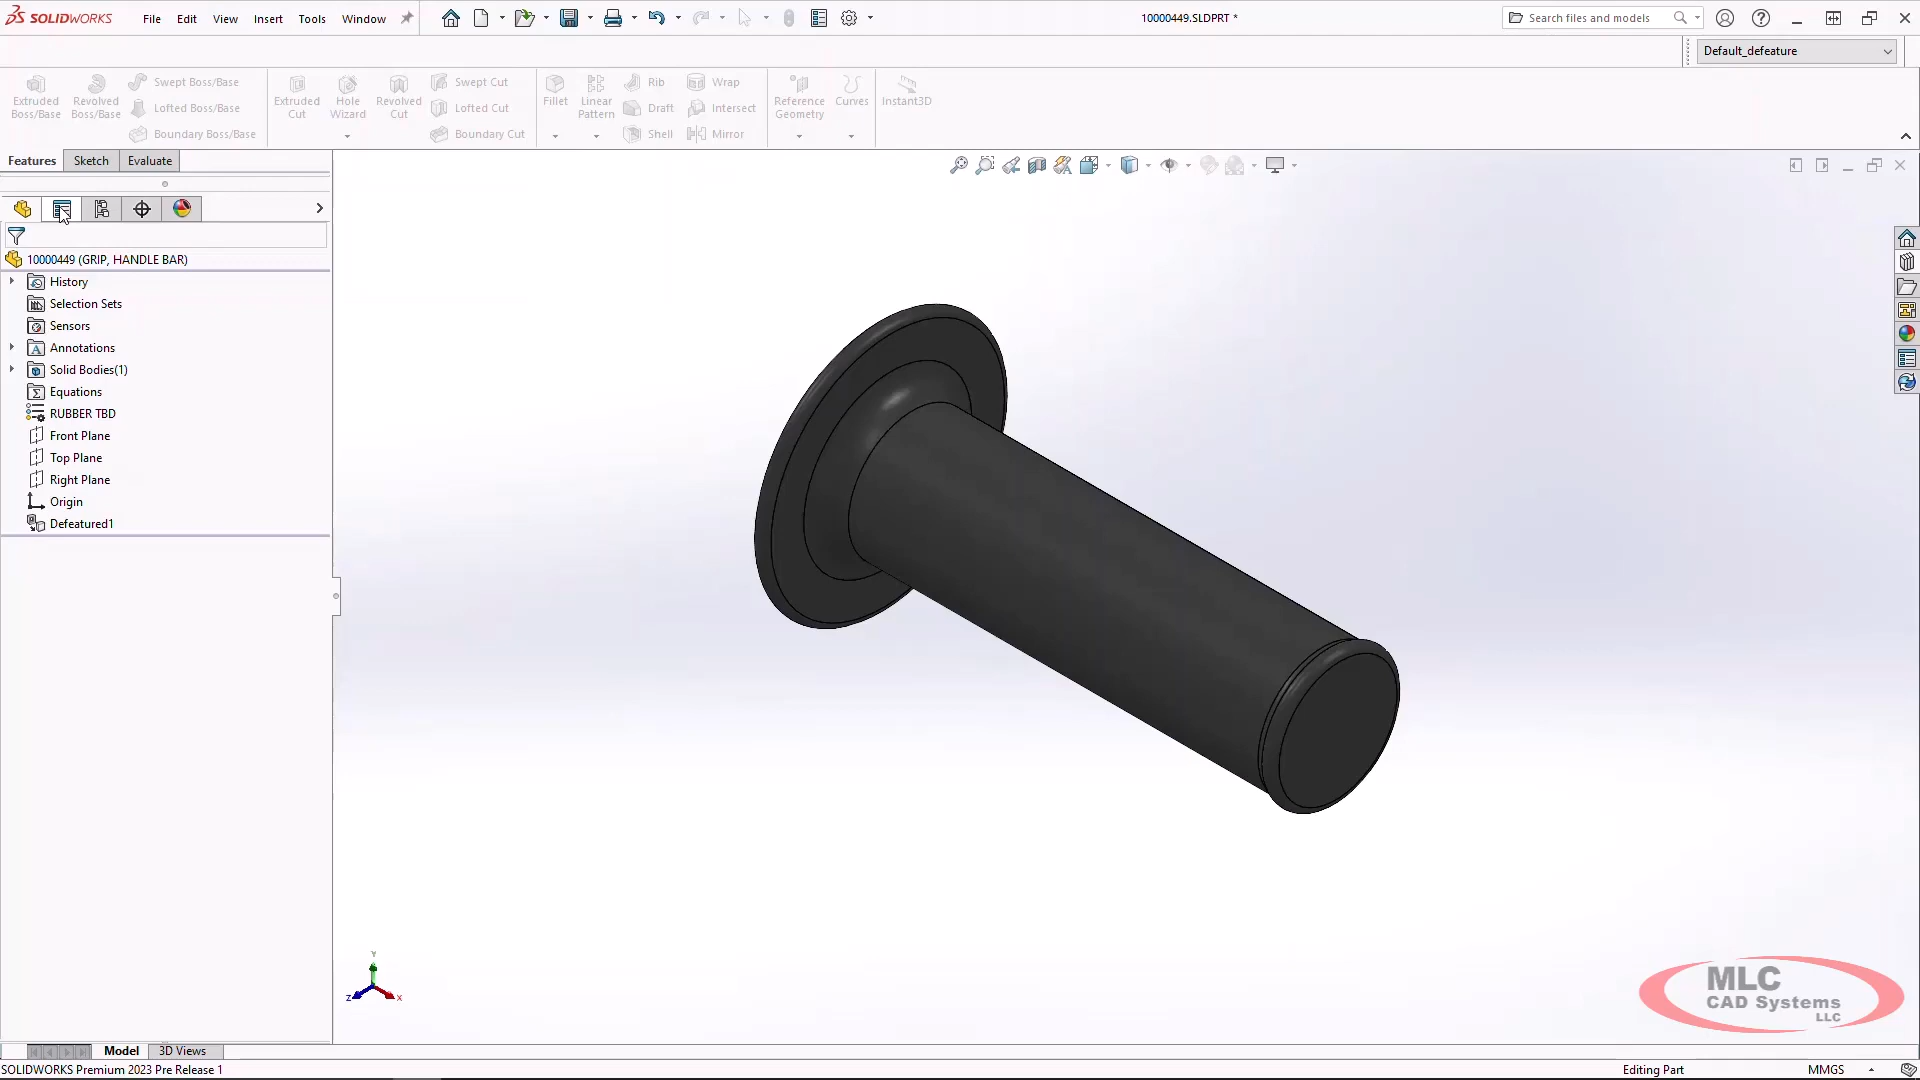 SOLIDWORKS File Edit View Insert Tools Window 10000449.SLDPRT * Search files and models
Default_defeature
Extruded Boss/Base
Revolved Boss/Base
Swept Boss/Base
Lofted Boss/Base
Boundary Boss/Base
Extruded Cut
Hole Wizard
Revolved Cut
Swept Cut
Lofted Cut
Boundary Cut
Fillet
Linear Pattern
Rib
Draft
Shell
Wrap
Intersect
Mirror
Reference Geometry
Curves
Instant3D
Features Sketch Evaluate
10000449 (GRIP, HANDLE BAR)
History
Selection Sets
Sensors
Annotations
Solid Bodies(1)
Equations
RUBBER TBD
Front Plane
Top Plane
Right Plane
Origin
Defeatured1
Y
Z
X
MLC
CAD Systems
LLC
Model 3D Views
SOLIDWORKS Premium 2023 Pre Release 1 Editing Part MMGS